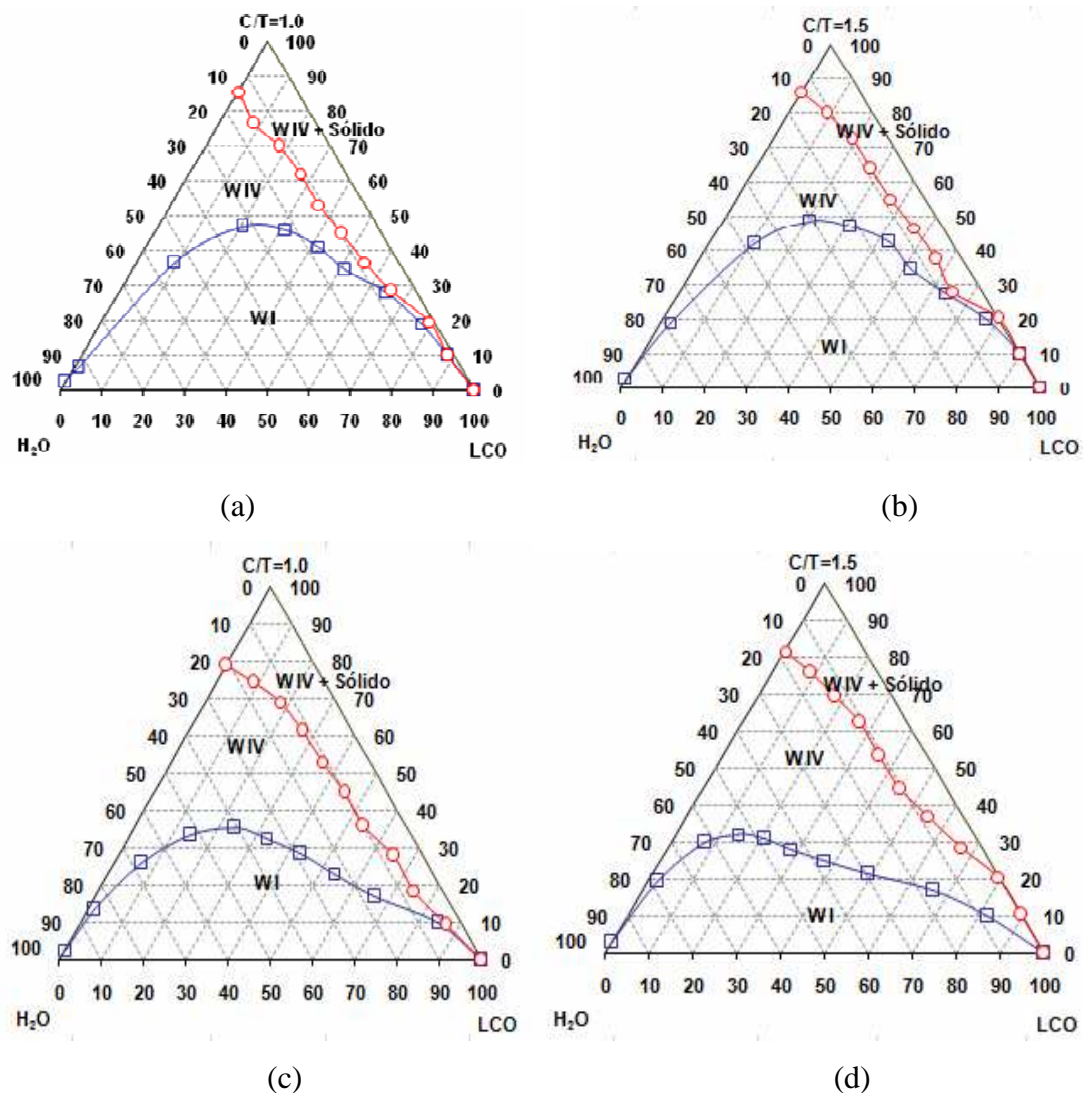 C/T=1.0
0 100
10 90
20 80
WIV + Sólido
30 70
40 WIV 60
50 50
60 40
70 30
80 WI 20
90 10
100 0
0 10 20 30 40 50 60 70 80 90 100
H₂O LCO
(a)
C/T=1.5
0 100
10 90
20 80
WIV + Sólido
30 70
40 60
WIV
50 50
60 40
70 30
80 20
WI
90 10
100 0
0 10 20 30 40 50 60 70 80 90 100
H₂O LCO
(b)
C/T=1.0
0 100
10 90
20 80
WIV + Sólido
30 70
40 WIV 60
50 50
60 40
70 30
80 WI 20
90 10
100 0
0 10 20 30 40 50 60 70 80 90 100
H₂O LCO
(c)
C/T=1.5
0 100
10 90
20 80
WIV + Sólido
30 70
40 60
WIV
50 50
60 40
70 30
80 20
WI
90 10
100 0
0 10 20 30 40 50 60 70 80 90 100
H₂O LCO
(d)